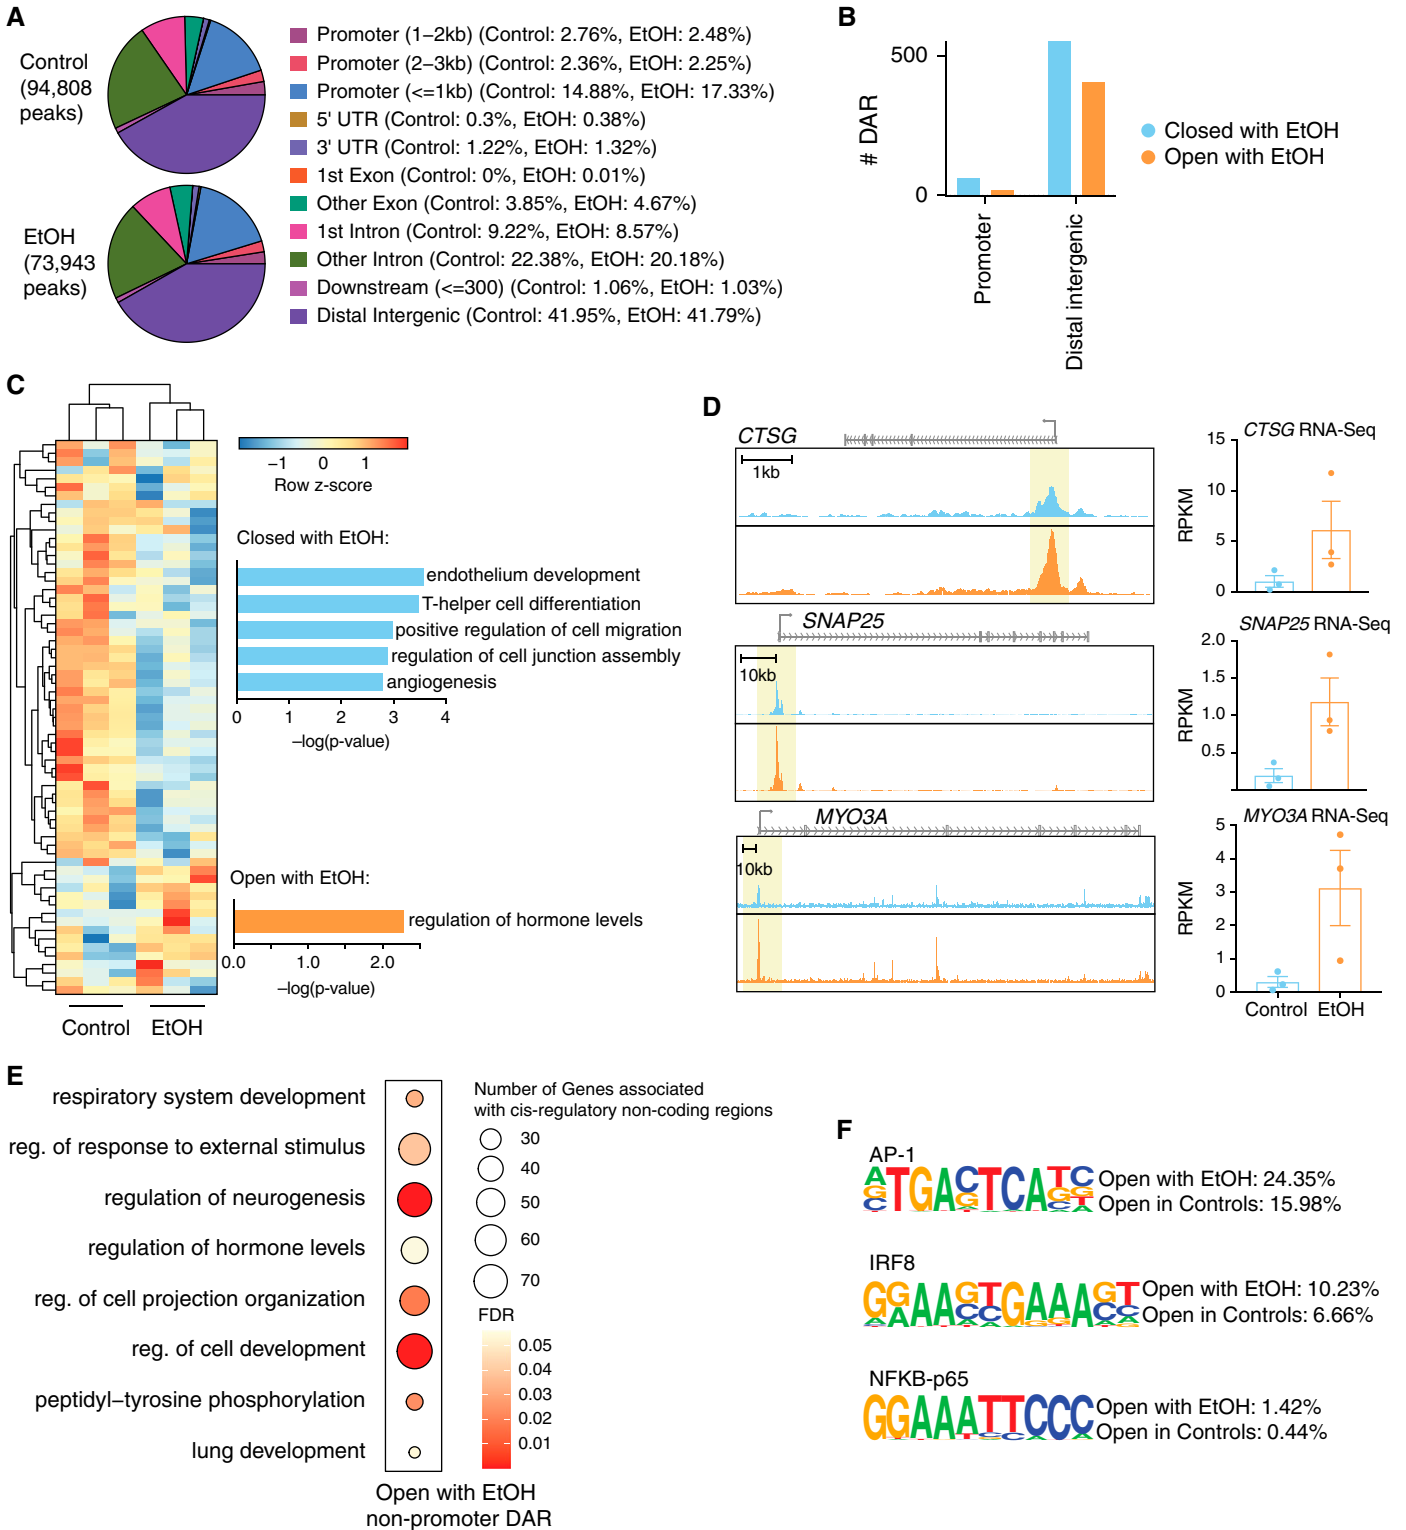 A
Control
(94,808
peaks)
EtOH
(73,943
peaks)
Promoter (1–2kb) (Control: 2.76%, EtOH: 2.48%)
Promoter (2–3kb) (Control: 2.36%, EtOH: 2.25%)
Promoter (<=1kb) (Control: 14.88%, EtOH: 17.33%)
5' UTR (Control: 0.3%, EtOH: 0.38%)
3' UTR (Control: 1.22%, EtOH: 1.32%)
1st Exon (Control: 0%, EtOH: 0.01%)
Other Exon (Control: 3.85%, EtOH: 4.67%)
1st Intron (Control: 9.22%, EtOH: 8.57%)
Other Intron (Control: 22.38%, EtOH: 20.18%)
Downstream (<=300) (Control: 1.06%, EtOH: 1.03%)
Distal Intergenic (Control: 41.95%, EtOH: 41.79%)
B
500
0
# DAR
Promoter
Distal intergenic
Closed with EtOH
Open with EtOH
C
−1 0 1
Row z-score
Closed with EtOH:
endothelium development
T-helper cell differentiation
positive regulation of cell migration
regulation of cell junction assembly
angiogenesis
0 1 2 3 4
−log(p-value)
Open with EtOH:
regulation of hormone levels
0.0 1.0 2.0
−log(p-value)
Control EtOH
D
CTSG
1kb
SNAP25
10kb
MYO3A
10kb
CTSG RNA-Seq
15
10
5
0
RPKM
SNAP25 RNA-Seq
2.0
1.5
1.0
0.5
RPKM
MYO3A RNA-Seq
5
4
3
2
1
0
RPKM
Control EtOH
E
respiratory system development
reg. of response to external stimulus
regulation of neurogenesis
regulation of hormone levels
reg. of cell projection organization
reg. of cell development
peptidyl−tyrosine phosphorylation
lung development
Open with EtOH
non-promoter DAR
Number of Genes associated
with cis-regulatory non-coding regions
30
40
50
60
70
FDR
0.05
0.04
0.03
0.02
0.01
F
AP-1
ATGACTCATC
Open with EtOH: 24.35%
Open in Controls: 15.98%
IRF8
GGAAGTGAAAGT
Open with EtOH: 10.23%
Open in Controls: 6.66%
NFKB-p65
GGAAATTCCC
Open with EtOH: 1.42%
Open in Controls: 0.44%